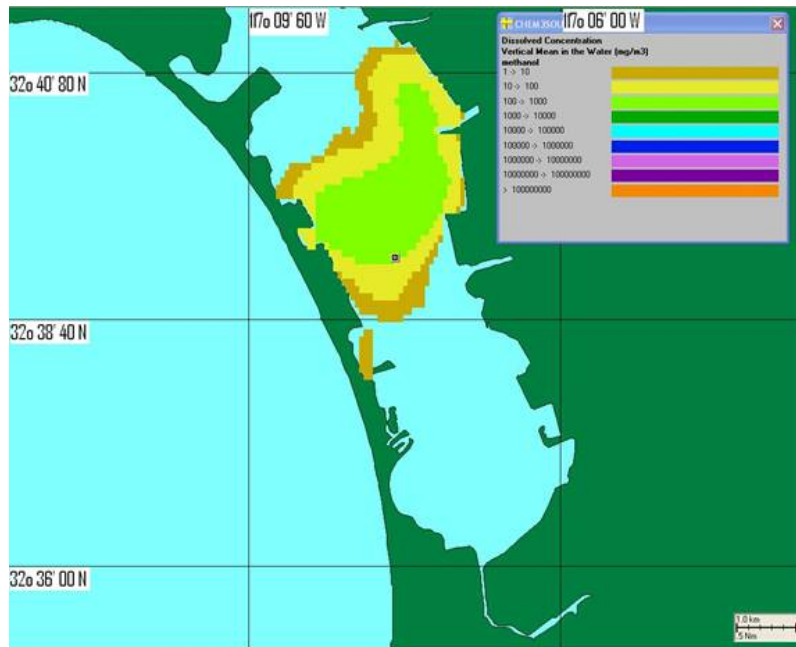 117o 09' 60 W
117o 06' 00 W
Dissolved Concentration
Vertical Mean in the Water (mg/m3)
methanol
1 -> 10
10 -> 100
100 -> 1000
1000 -> 10000
10000 -> 100000
100000 -> 1000000
1000000 -> 10000000
10000000 -> 100000000
> 100000000
32o 40' 80 N
32o 38' 40 N
32o 36' 00 N
1.0 km
.5 Nm